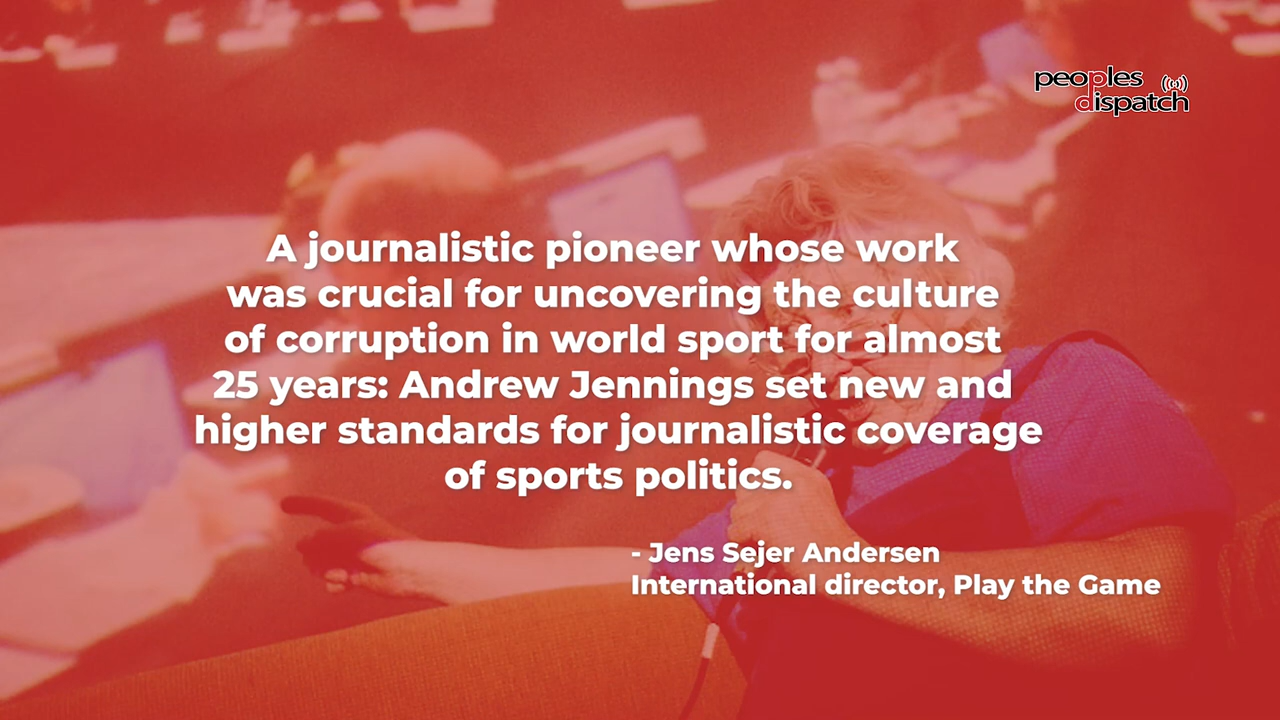 peoples
dispatch
A journalistic pioneer whose work
was crucial for uncovering the culture
of corruption in world sport for almost
25 years: Andrew Jennings set new and
higher standards for journalistic coverage
of sports politics.
- Jens Sejer Andersen
International director, Play the Game